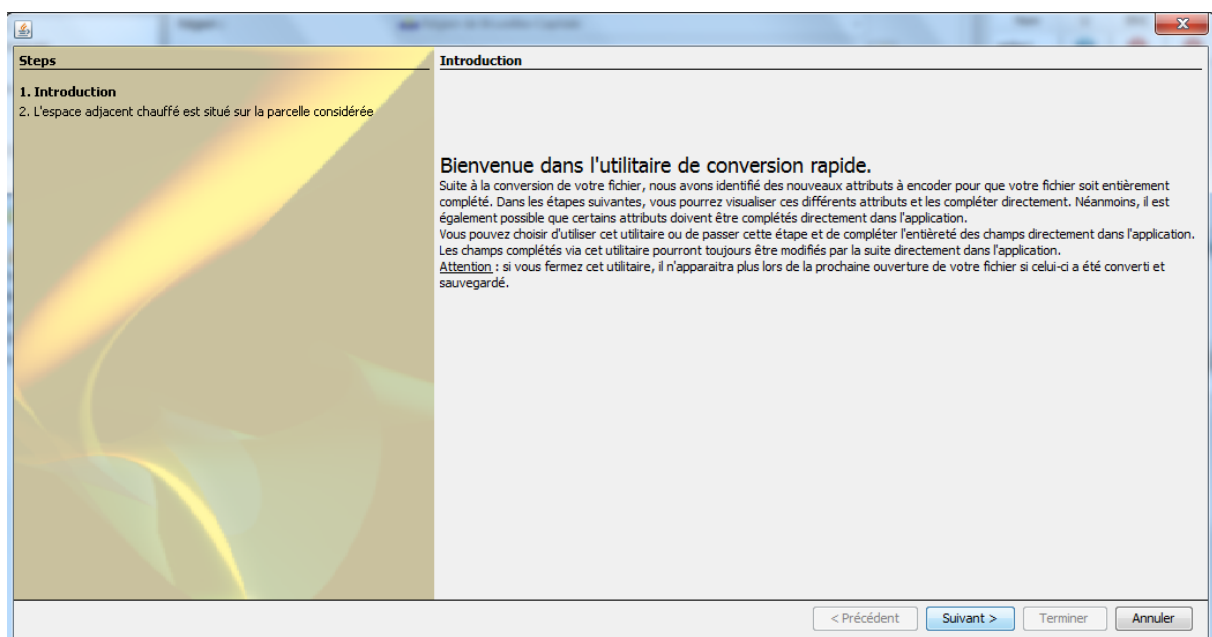 Steps
1. Introduction
2. L'espace adjacent chauffé est situé sur la parcelle considérée
Introduction
Bienvenue dans l'utilitaire de conversion rapide.
Suite à la conversion de votre fichier, nous avons identifié des nouveaux attributs à encoder pour que votre fichier soit entièrement
complété. Dans les étapes suivantes, vous pourrez visualiser ces différents attributs et les compléter directement. Néanmoins, il est
également possible que certains attributs doivent être complétés directement dans l'application.
Vous pouvez choisir d'utiliser cet utilitaire ou de passer cette étape et de compléter l'entièreté des champs directement dans l'application.
Les champs complétés via cet utilitaire pourront toujours être modifiés par la suite directement dans l'application.
Attention : si vous fermez cet utilitaire, il n'apparaitra plus lors de la prochaine ouverture de votre fichier si celui-ci a été converti et
sauvegardé.
< Précédent
Suivant >
Terminer
Annuler